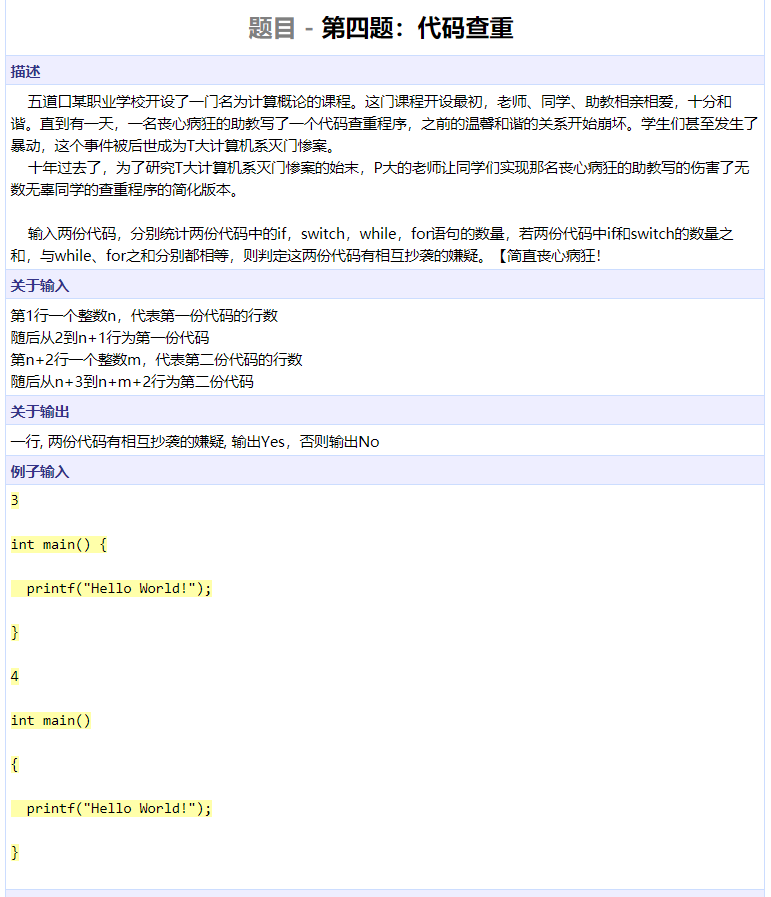 题目 - 第四题：代码查重
描述
五道口某职业学校开设了一门名为计算概论的课程。这门课程开设最初，老师、同学、助教相亲相爱，十分和
谐。直到有一天，一名丧心病狂的助教写了一个代码查重程序，之前的温馨和谐的关系开始崩坏。学生们甚至发生了
暴动，这个事件被后世成为T大计算机系灭门惨案。
十年过去了，为了研究T大计算机系灭门惨案的始末，P大的老师让同学们实现那名丧心病狂的助教写的伤害了无
数无辜同学的查重程序的简化版本。
输入两份代码，分别统计两份代码中的if，switch，while，for语句的数量，若两份代码中if和switch的数量之
和，与while、for之和分别都相等，则判定这两份代码有相互抄袭的嫌疑。【简直丧心病狂！
关于输入
第1行一个整数n，代表第一份代码的行数
随后从2到n+1行为第一份代码
第n+2行一个整数m，代表第二份代码的行数
随后从n+3到n+m+2行为第二份代码
关于输出
一行, 两份代码有相互抄袭的嫌疑, 输出Yes，否则输出No
例子输入
3
int main() {
  printf("Hello World!");
}
4
int main()
{
  printf("Hello World!");
}